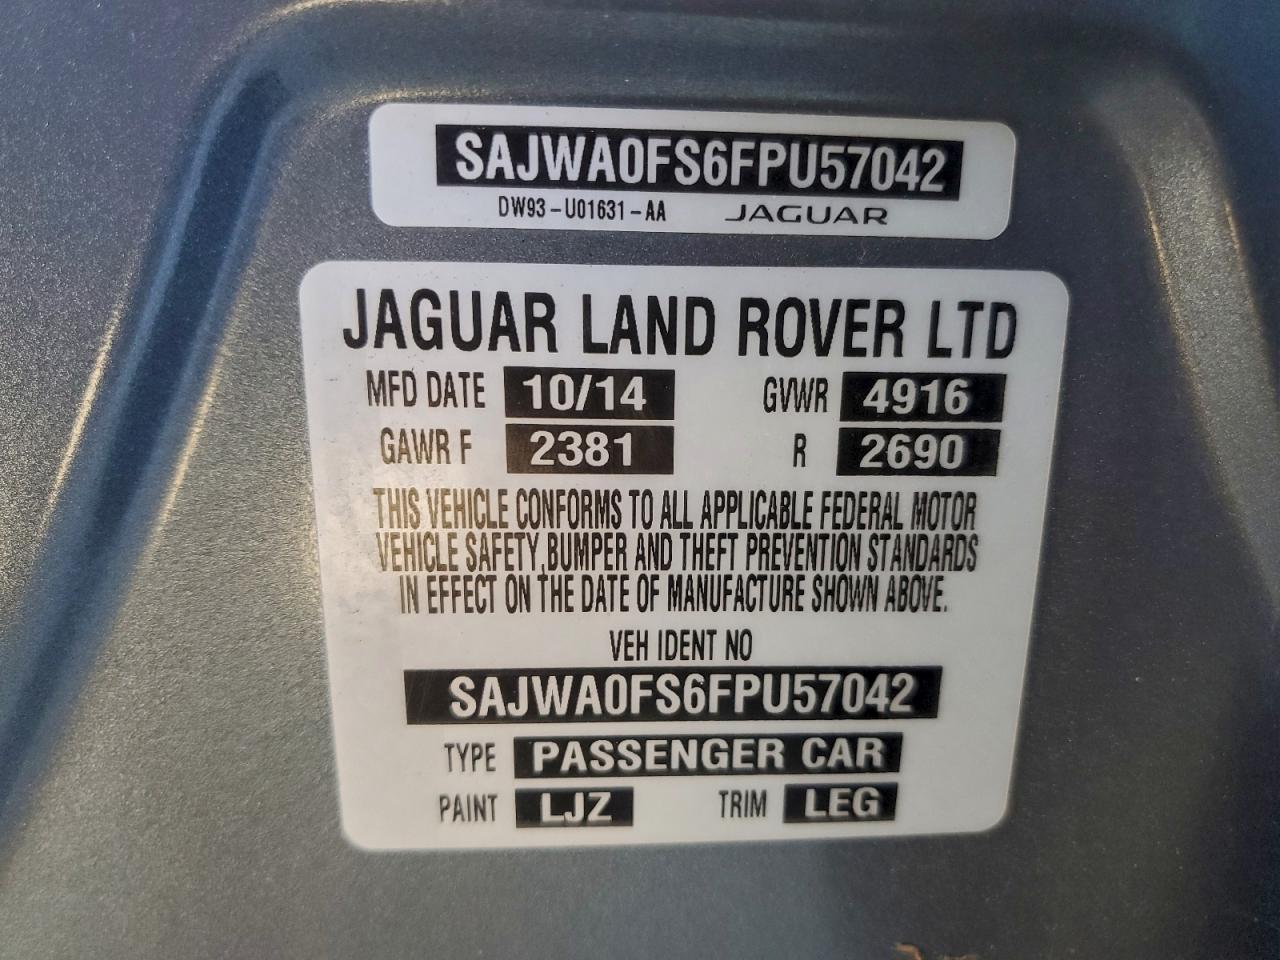 SAJWA0FS6FPU57042
DW93-U01631-AA JAGUAR
JAGUAR LAND ROVER LTD
MFD DATE 10/14 GVWR 4916
GAWR F 2381 R 2690
THIS VEHICLE CONFORMS TO ALL APPLICABLE FEDERAL MOTOR
VEHICLE SAFETY,BUMPER AND THEFT PREVENTION STANDARDS
IN EFFECT ON THE DATE OF MANUFACTURE SHOWN ABOVE.
VEH IDENT NO
SAJWA0FS6FPU57042
TYPE PASSENGER CAR
PAINT LJZ TRIM LEG